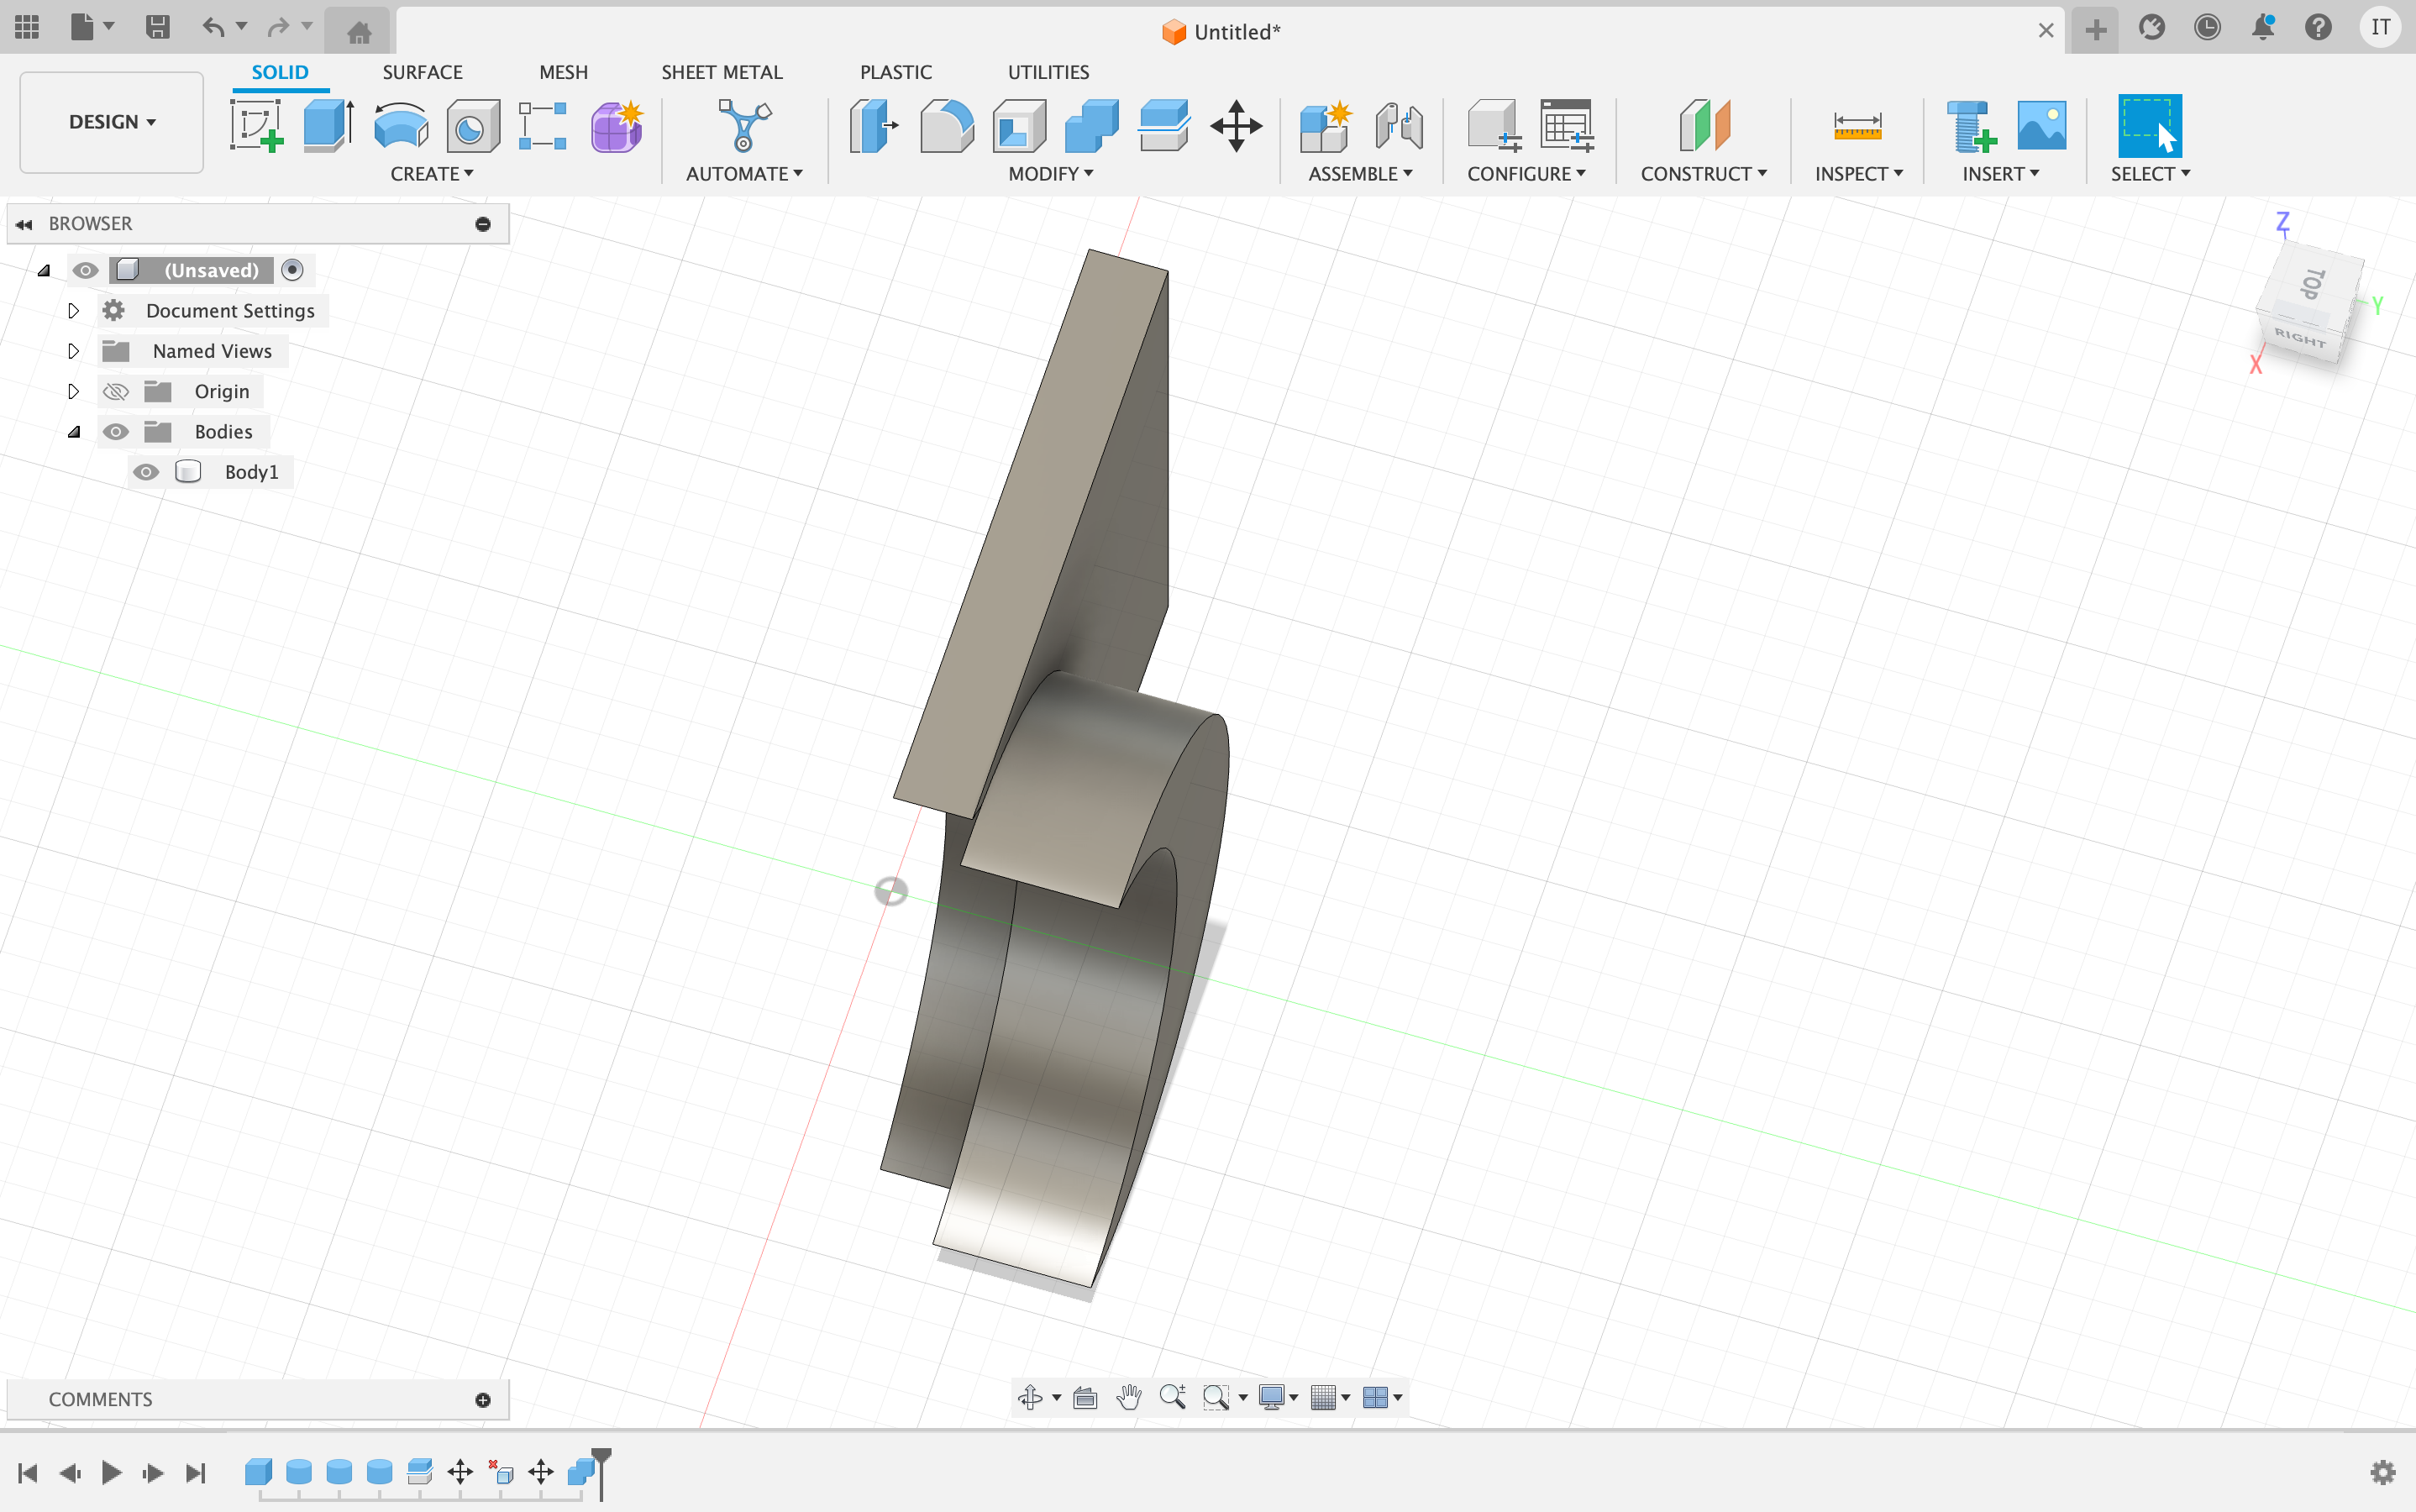 Untitled*
IT
DESIGN
SOLID SURFACE MESH SHEET METAL PLASTIC UTILITIES
CREATE AUTOMATE MODIFY ASSEMBLE CONFIGURE CONSTRUCT INSPECT INSERT SELECT
BROWSER
(Unsaved)
Document Settings
Named Views
Origin
Bodies
Body1
Z
TOP
Y
RIGHT
X
COMMENTS